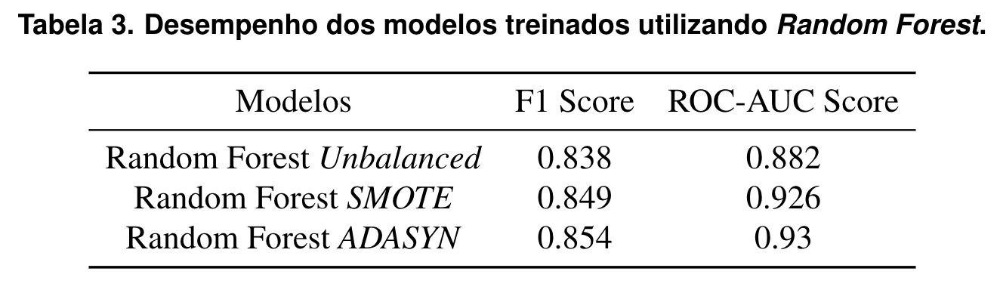 Tabela 3. Desempenho dos modelos treinados utilizando Random Forest.
Modelos F1 Score ROC-AUC Score
Random Forest Unbalanced 0.838 0.882
Random Forest SMOTE 0.849 0.926
Random Forest ADASYN 0.854 0.93